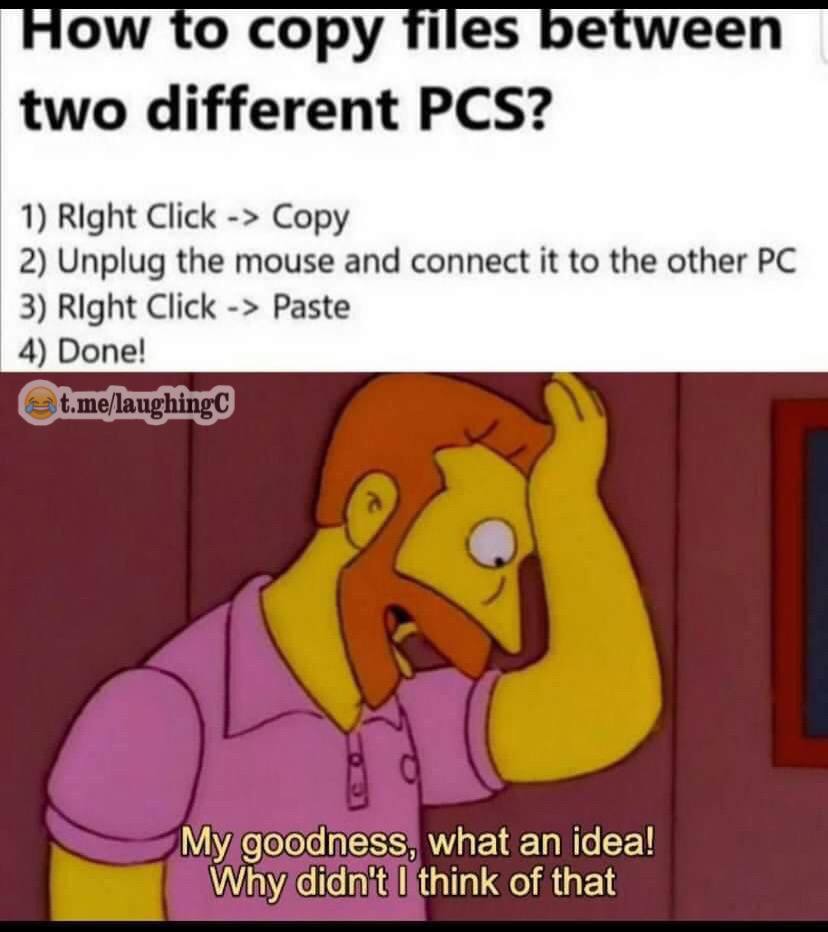 How to copy files between
two different PCS?
1) RIght Click -> Copy
2) Unplug the mouse and connect it to the other PC
3) RIght Click -> Paste
4) Done!
t.me/laughingC
My goodness, what an idea!
Why didn't I think of that